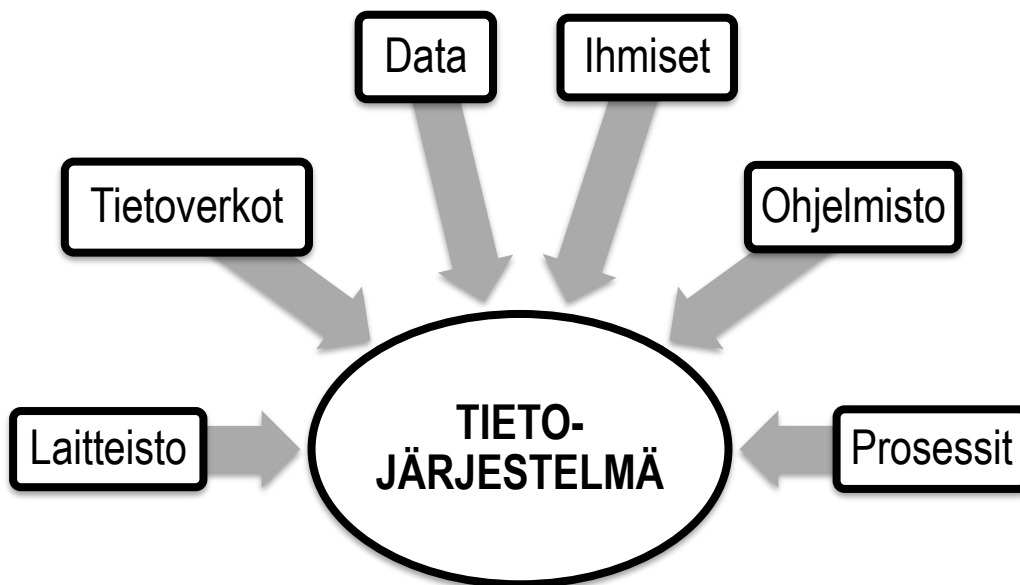 Data
Ihmiset
Tietoverkot
Ohjelmisto
Laitteisto
TIETO-
JÄRJESTELMÄ
Prosessit